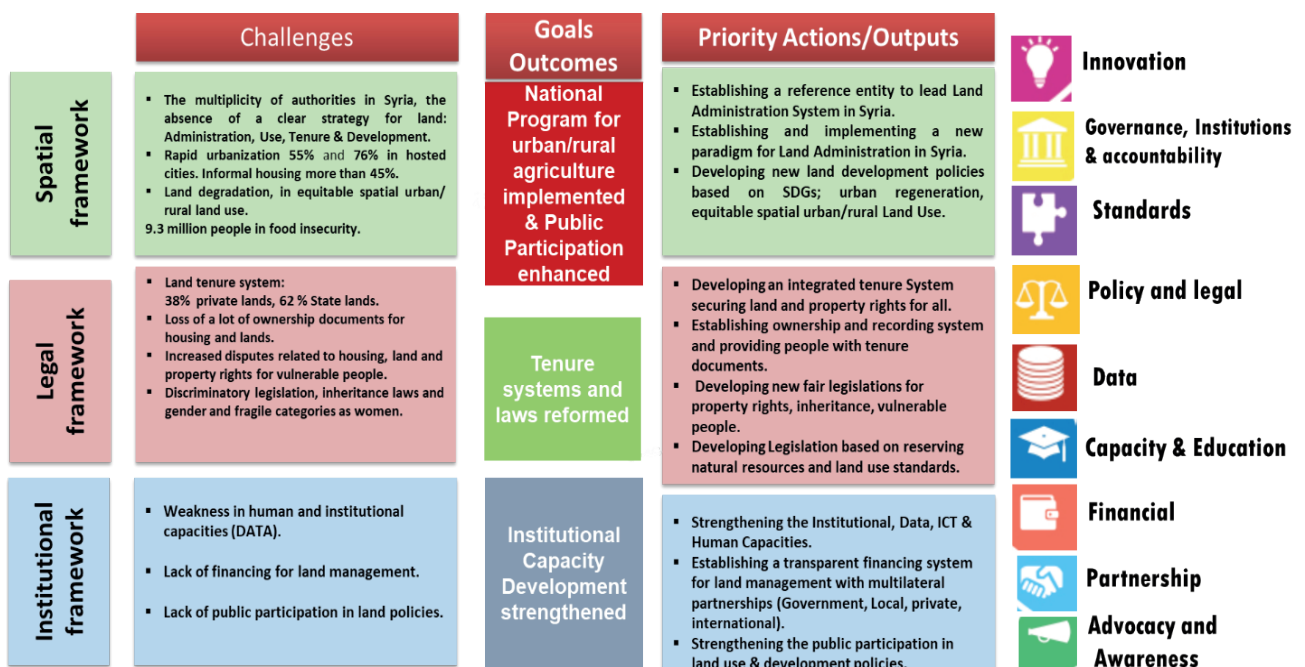 Challenges
Goals
Outcomes
Priority Actions/Outputs
Spatial
framework
▪ The multiplicity of authorities in Syria, the
absence of a clear strategy for land:
Administration, Use, Tenure & Development.
▪ Rapid urbanization 55% and 76% in hosted
cities. Informal housing more than 45%.
▪ Land degradation, in equitable spatial urban/
rural land use.
9.3 million people in food insecurity.
National
Program for
urban/rural
agriculture
implemented
& Public
Participation
enhanced
▪ Establishing a reference entity to lead Land
Administration System in Syria.
▪ Establishing and implementing a new
paradigm for Land Administration in Syria.
▪ Developing new land development policies
based on SDGs; urban regeneration,
equitable spatial urban/rural Land Use.
Legal
framework
▪ Land tenure system:
38% private lands, 62 % State lands.
▪ Loss of a lot of ownership documents for
housing and lands.
▪ Increased disputes related to housing, land and
property rights for vulnerable people.
▪ Discriminatory legislation, inheritance laws and
gender and fragile categories as women.
Tenure
systems and
laws reformed
▪ Developing an integrated tenure System
securing land and property rights for all.
▪ Establishing ownership and recording system
and providing people with tenure
documents.
▪ Developing new fair legislations for
property rights, inheritance, vulnerable
people.
▪ Developing Legislation based on reserving
natural resources and land use standards.
Institutional
framework
▪ Weakness in human and institutional
capacities (DATA).
▪ Lack of financing for land management.
▪ Lack of public participation in land policies.
Institutional
Capacity
Development
strengthened
▪ Strengthening the Institutional, Data, ICT &
Human Capacities.
▪ Establishing a transparent financing system
for land management with multilateral
partnerships (Government, Local, private,
international).
▪ Strengthening the public participation in
land use & development policies.
Innovation
Governance, Institutions
& accountability
Standards
Policy and legal
Data
Capacity & Education
Financial
Partnership
Advocacy and
Awareness